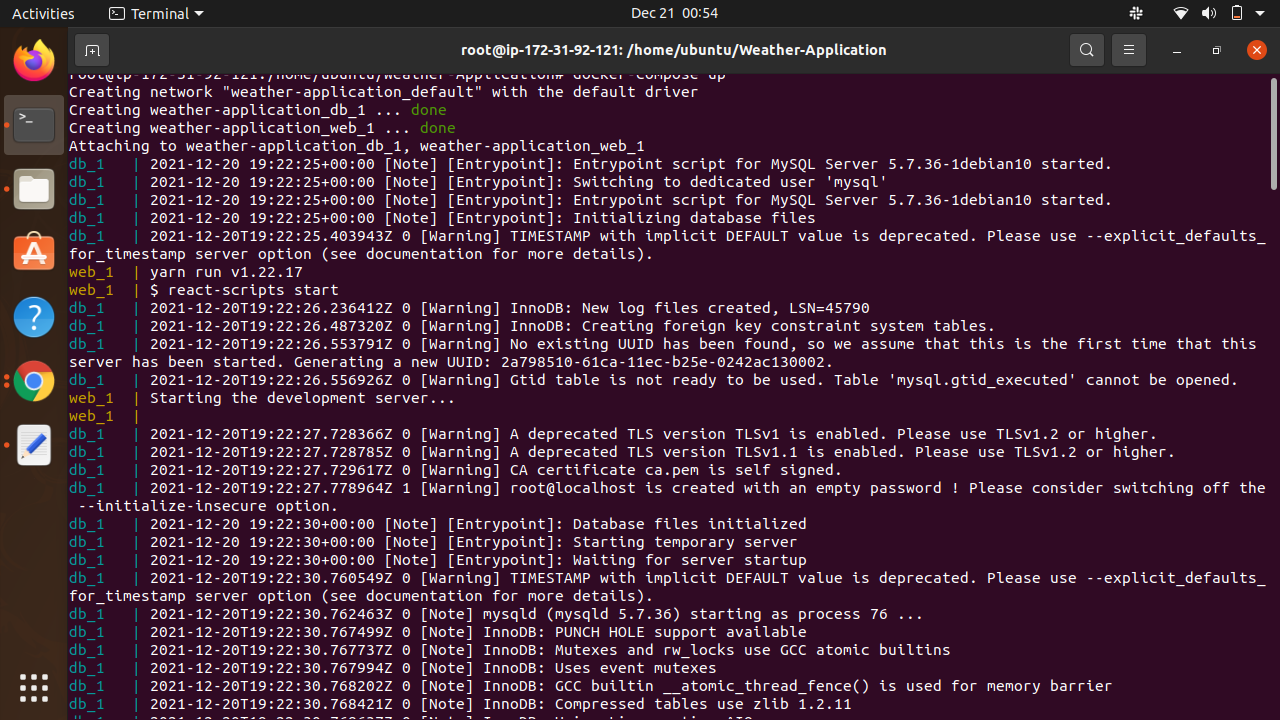 Activities
Terminal
Dec 21 00:54
root@ip-172-31-92-121: /home/ubuntu/Weather-Application
root@ip-172-31-92-121:/home/ubuntu/Weather-Application# docker-compose up
Creating network "weather-application_default" with the default driver
Creating weather-application_db_1 ... done
Creating weather-application_web_1 ... done
Attaching to weather-application_db_1, weather-application_web_1
db_1   | 2021-12-20 19:22:25+00:00 [Note] [Entrypoint]: Entrypoint script for MySQL Server 5.7.36-1debian10 started.
db_1   | 2021-12-20 19:22:25+00:00 [Note] [Entrypoint]: Switching to dedicated user 'mysql'
db_1   | 2021-12-20 19:22:25+00:00 [Note] [Entrypoint]: Entrypoint script for MySQL Server 5.7.36-1debian10 started.
db_1   | 2021-12-20 19:22:25+00:00 [Note] [Entrypoint]: Initializing database files
db_1   | 2021-12-20T19:22:25.403943Z 0 [Warning] TIMESTAMP with implicit DEFAULT value is deprecated. Please use --explicit_defaults_
for_timestamp server option (see documentation for more details).
web_1  | yarn run v1.22.17
web_1  | $ react-scripts start
db_1   | 2021-12-20T19:22:26.236412Z 0 [Warning] InnoDB: New log files created, LSN=45790
db_1   | 2021-12-20T19:22:26.487320Z 0 [Warning] InnoDB: Creating foreign key constraint system tables.
db_1   | 2021-12-20T19:22:26.553791Z 0 [Warning] No existing UUID has been found, so we assume that this is the first time that this
server has been started. Generating a new UUID: 2a798510-61ca-11ec-b25e-0242ac130002.
db_1   | 2021-12-20T19:22:26.556926Z 0 [Warning] Gtid table is not ready to be used. Table 'mysql.gtid_executed' cannot be opened.
web_1  | Starting the development server...
web_1  |
db_1   | 2021-12-20T19:22:27.728366Z 0 [Warning] A deprecated TLS version TLSv1 is enabled. Please use TLSv1.2 or higher.
db_1   | 2021-12-20T19:22:27.728785Z 0 [Warning] A deprecated TLS version TLSv1.1 is enabled. Please use TLSv1.2 or higher.
db_1   | 2021-12-20T19:22:27.729617Z 0 [Warning] CA certificate ca.pem is self signed.
db_1   | 2021-12-20T19:22:27.778964Z 1 [Warning] root@localhost is created with an empty password ! Please consider switching off the
 --initialize-insecure option.
db_1   | 2021-12-20 19:22:30+00:00 [Note] [Entrypoint]: Database files initialized
db_1   | 2021-12-20 19:22:30+00:00 [Note] [Entrypoint]: Starting temporary server
db_1   | 2021-12-20 19:22:30+00:00 [Note] [Entrypoint]: Waiting for server startup
db_1   | 2021-12-20T19:22:30.760549Z 0 [Warning] TIMESTAMP with implicit DEFAULT value is deprecated. Please use --explicit_defaults_
for_timestamp server option (see documentation for more details).
db_1   | 2021-12-20T19:22:30.762463Z 0 [Note] mysqld (mysqld 5.7.36) starting as process 76 ...
db_1   | 2021-12-20T19:22:30.767499Z 0 [Note] InnoDB: PUNCH HOLE support available
db_1   | 2021-12-20T19:22:30.767737Z 0 [Note] InnoDB: Mutexes and rw_locks use GCC atomic builtins
db_1   | 2021-12-20T19:22:30.767994Z 0 [Note] InnoDB: Uses event mutexes
db_1   | 2021-12-20T19:22:30.768202Z 0 [Note] InnoDB: GCC builtin __atomic_thread_fence() is used for memory barrier
db_1   | 2021-12-20T19:22:30.768421Z 0 [Note] InnoDB: Compressed tables use zlib 1.2.11